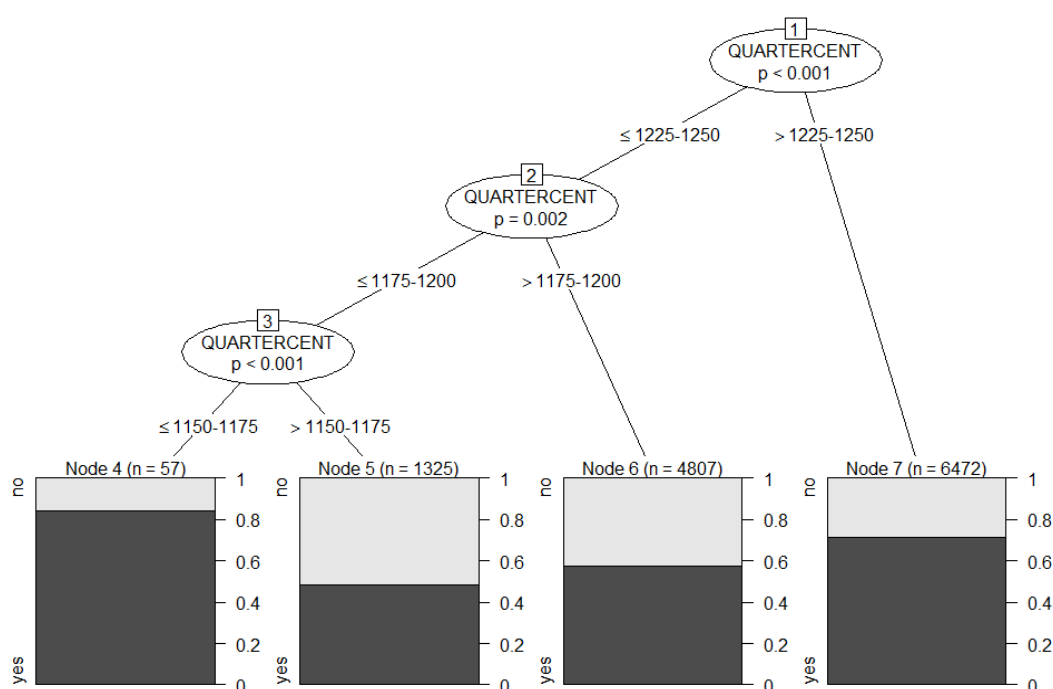 1
QUARTERCENT
p < 0.001
≤ 1225-1250
> 1225-1250
2
QUARTERCENT
p = 0.002
≤ 1175-1200
> 1175-1200
3
QUARTERCENT
p < 0.001
≤ 1150-1175
> 1150-1175
Node 4 (n = 57)
no
yes
1
0.8
0.6
0.4
0.2
0
Node 5 (n = 1325)
no
yes
1
0.8
0.6
0.4
0.2
0
Node 6 (n = 4807)
no
yes
1
0.8
0.6
0.4
0.2
0
Node 7 (n = 6472)
no
yes
1
0.8
0.6
0.4
0.2
0